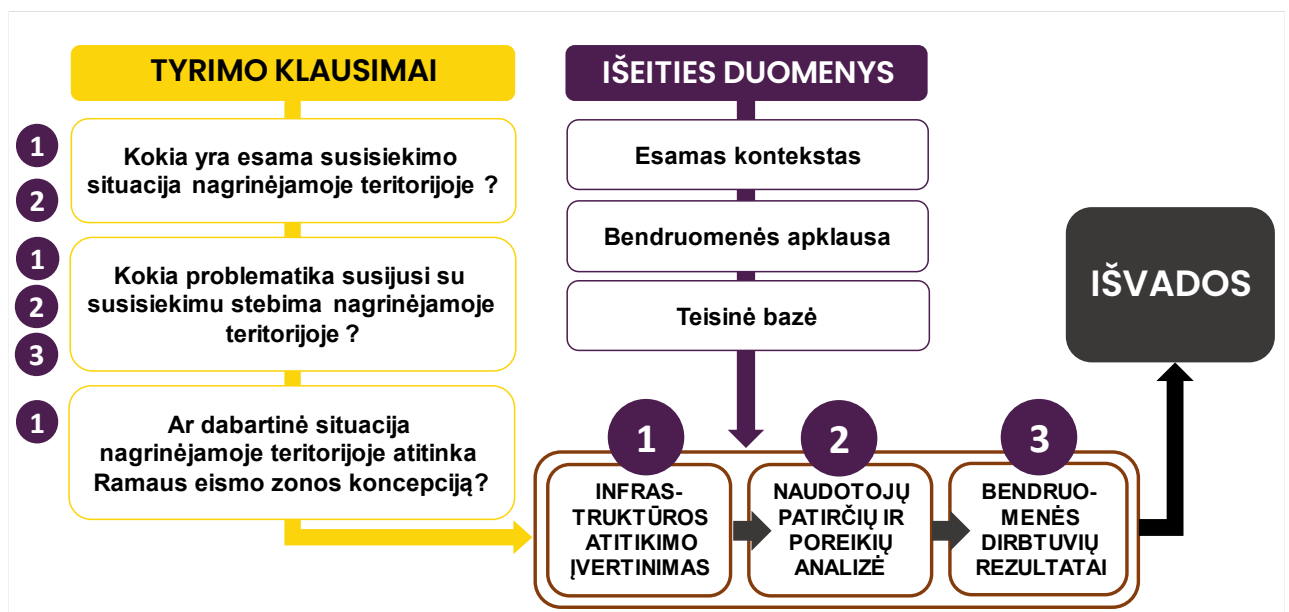 TYRIMO KLAUSIMAI
1
2
Kokia yra esama susisiekimo
situacija nagrinėjamoje teritorijoje ?
1
2
3
Kokia problematika susijusi su
susisiekimu stebima nagrinėjamoje
teritorijoje ?
1
Ar dabartinė situacija
nagrinėjamoje teritorijoje atitinka
Ramaus eismo zonos koncepciją?
IŠEITIES DUOMENYS
Esamas kontekstas
Bendruomenės apklausa
Teisinė bazė
1
INFRAS-
TRUKTŪROS
ATITIKIMO
ĮVERTINIMAS
2
NAUDOTOJŲ
PATIRČIŲ IR
POREIKIŲ
ANALIZĖ
3
BENDRUO-
MENĖS
DIRBTUVIŲ
REZULTATAI
IŠVADOS